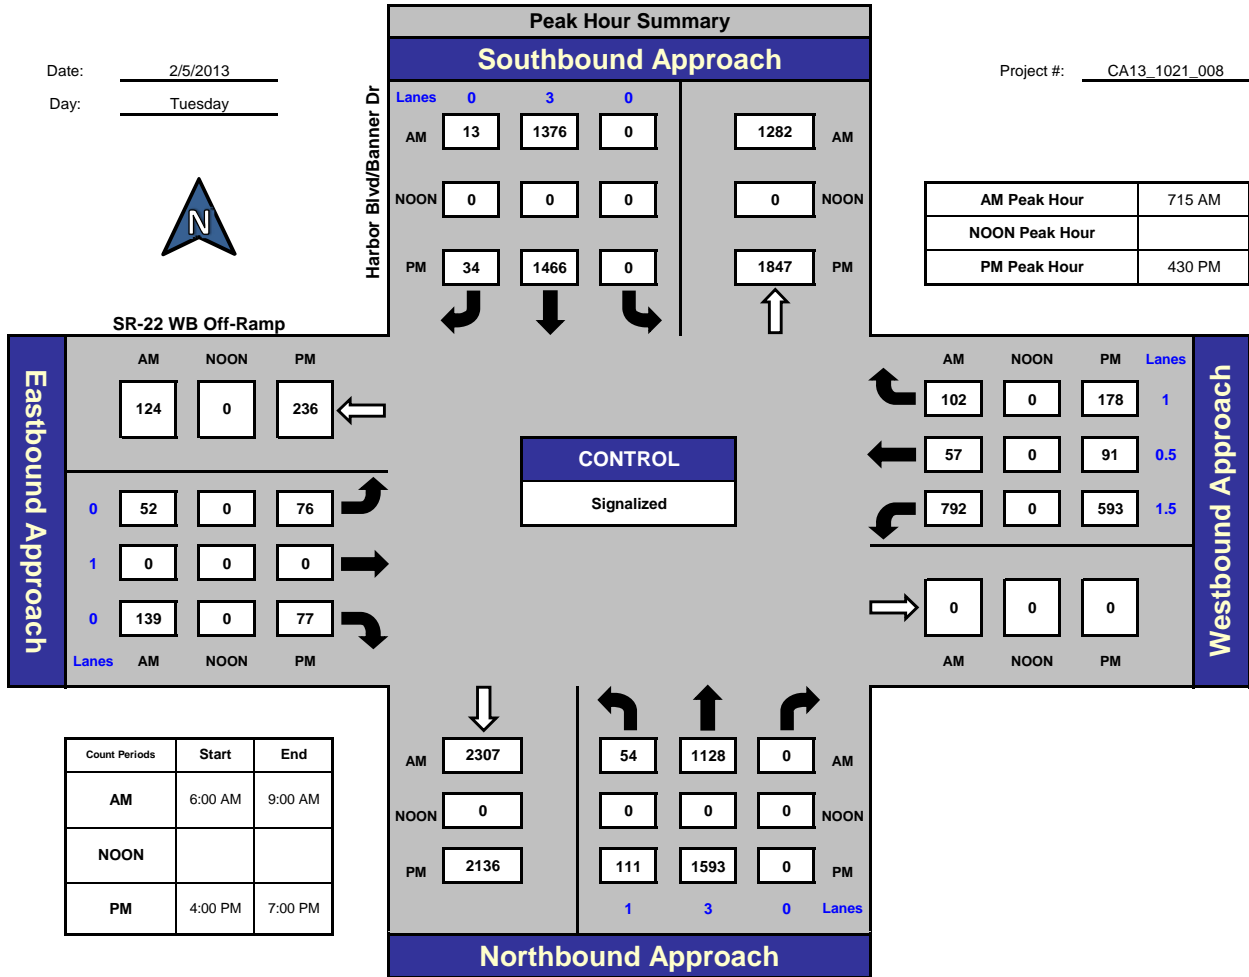 Peak Hour Summary
Southbound Approach
Date: 2/5/2013
Day: Tuesday
Project #: CA13_1021_008
N
Harbor Blvd/Banner Dr
Lanes 0 3 0
AM 13 1376 0 1282 AM
NOON 0 0 0 0 NOON
PM 34 1466 0 1847 PM
AM Peak Hour 715 AM
NOON Peak Hour
PM Peak Hour 430 PM
SR-22 WB Off-Ramp
Eastbound Approach
AM NOON PM
124 0 236
0 52 0 76
1 0 0 0
0 139 0 77
Lanes AM NOON PM
CONTROL
Signalized
AM NOON PM Lanes
102 0 178 1
57 0 91 0.5
792 0 593 1.5
0 0 0
AM NOON PM
Westbound Approach
Count Periods Start End
AM 6:00 AM 9:00 AM
NOON
PM 4:00 PM 7:00 PM
AM 2307 54 1128 0 AM
NOON 0 0 0 0 NOON
PM 2136 111 1593 0 PM
1 3 0 Lanes
Northbound Approach